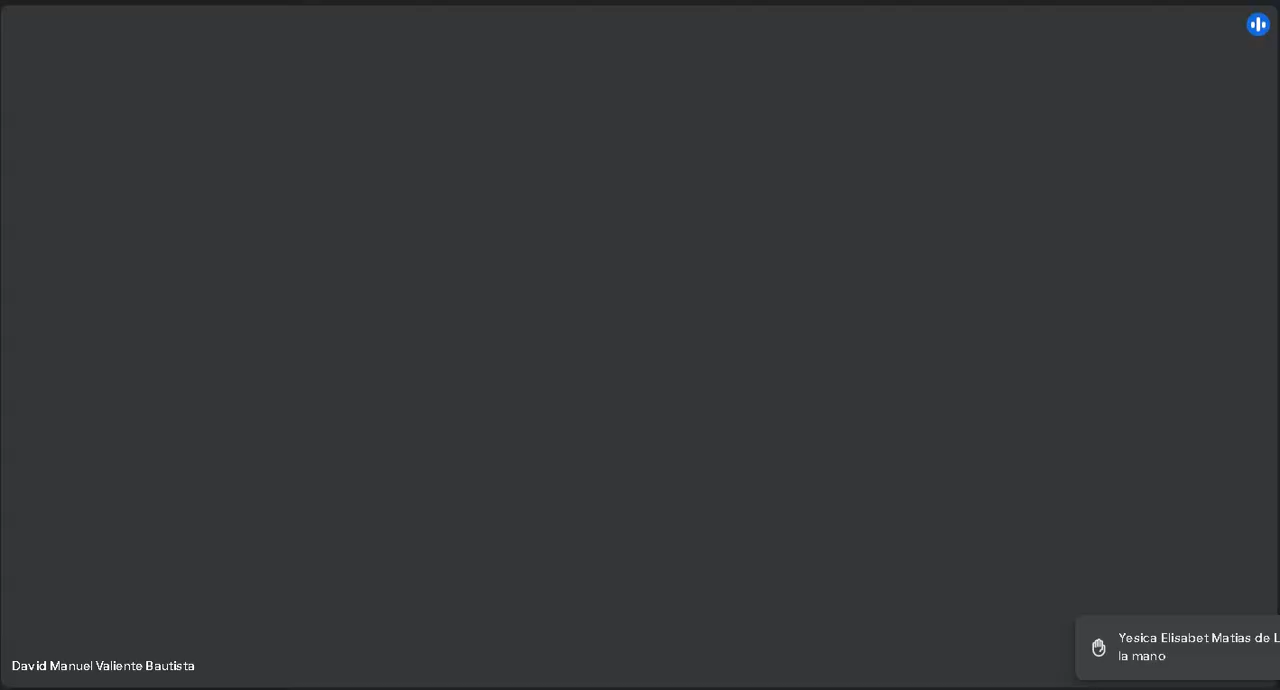 Yesica Elisabet Matias de L
la mano
David Manuel Valiente Bautista